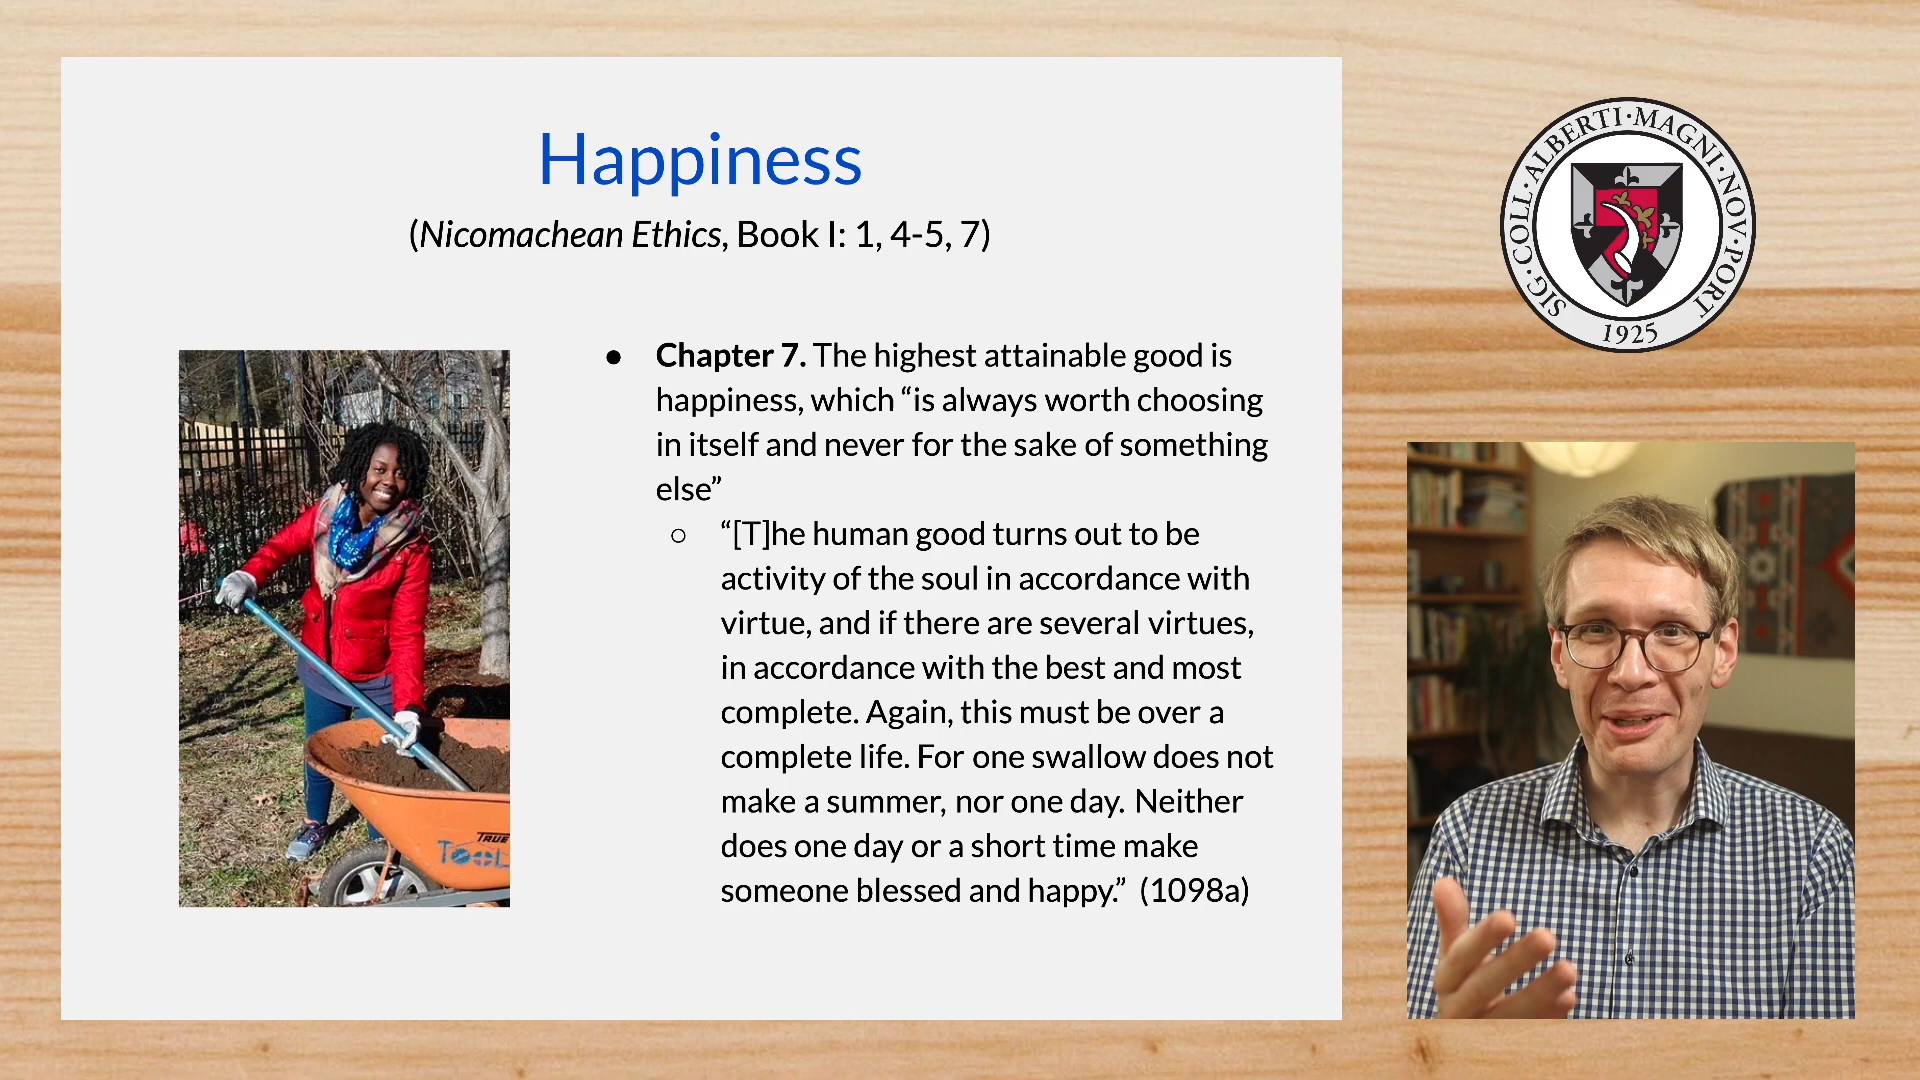 Happiness
(Nicomachean Ethics, Book I: 1, 4-5, 7)
● Chapter 7. The highest attainable good is
happiness, which “is always worth choosing
in itself and never for the sake of something
else”
○ “[T]he human good turns out to be
activity of the soul in accordance with
virtue, and if there are several virtues,
in accordance with the best and most
complete. Again, this must be over a
complete life. For one swallow does not
make a summer, nor one day. Neither
does one day or a short time make
someone blessed and happy.” (1098a)
TRUE
TOOL
SIG·COLL·ALBERTI·MAGNI·NOV·PORT
1925